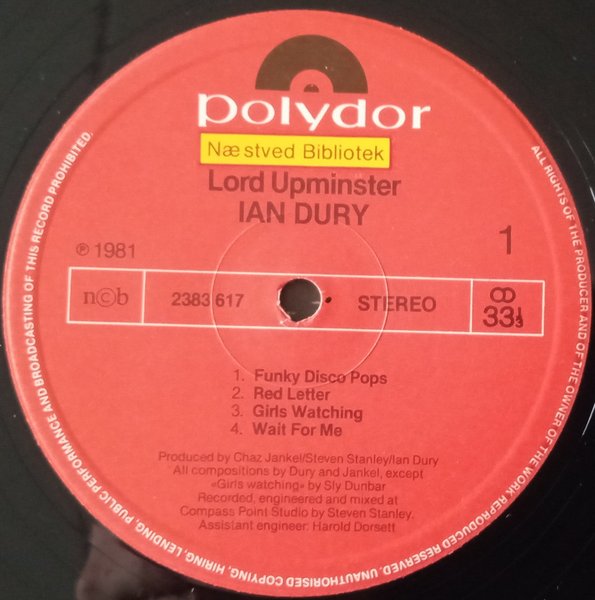 polydor
Næstved Bibliotek
Lord Upminster
IAN DURY
1
℗ 1981
n©b
2383 617
STEREO
33⅓
1. Funky Disco Pops
2. Red Letter
3. Girls Watching
4. Wait For Me
Produced by Chaz Jankel/Steven Stanley/Ian Dury
All compositions by Dury and Jankel, except
«Girls watching» by Sly Dunbar
Recorded, engineered and mixed at
Compass Point Studio by Steven Stanley.
Assistant engineer: Harold Dorsett
ALL RIGHTS OF THE PRODUCER AND OF THE OWNER OF THE WORK REPRODUCED RESERVED. UNAUTHORISED COPYING, HIRING, LENDING, PUBLIC PERFORMANCE AND BROADCASTING OF THIS RECORD PROHIBITED.